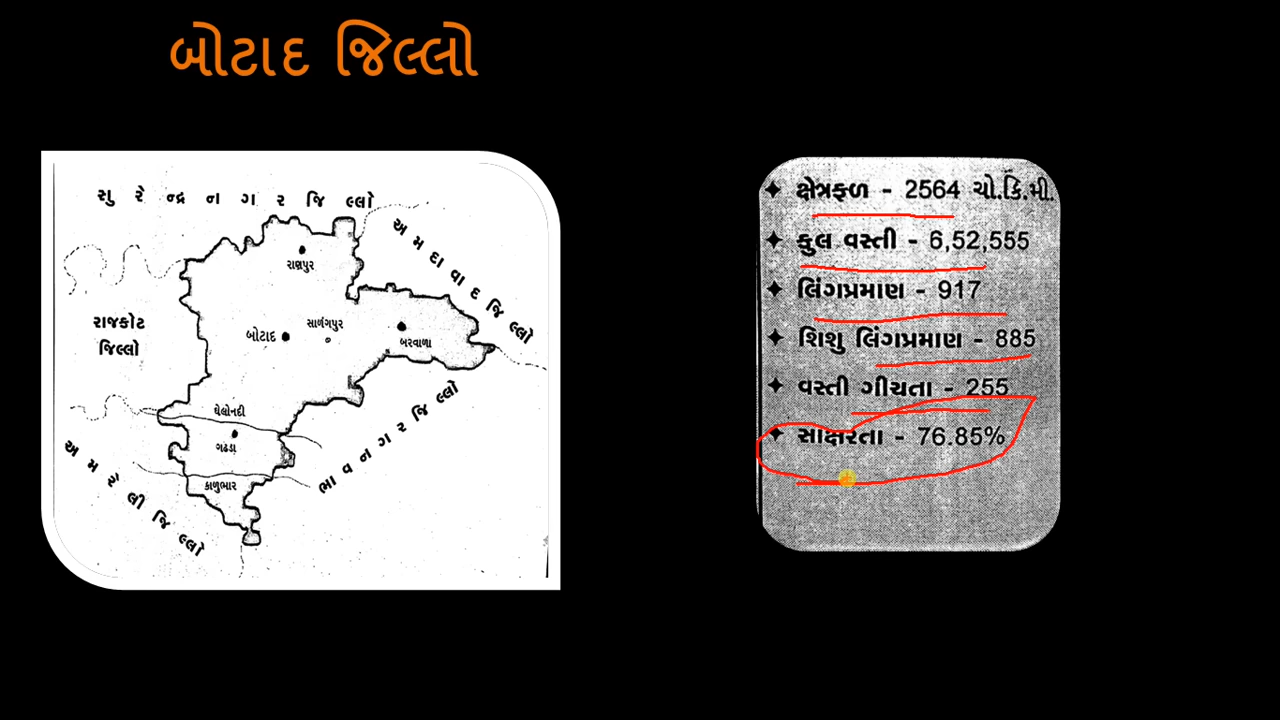 બોટાદ જિલ્લો
સુરેન્દ્રનગર જિલ્લો
અમદાવાદ જિલ્લો
રાણપુર
રાજકોટ
જિલ્લો
બોટાદ
સાળંગપુર
બરવાળા
ઘેલોનદી
ગઢડા
કાળુભાર
અમરેલી જિલ્લો
ભાવનગર જિલ્લો
✦ ક્ષેત્રફળ - 2564 ચો.કિ.મી.
✦ કુલ વસ્તી - 6,52,555
✦ લિંગપ્રમાણ - 917
✦ શિશુ લિંગપ્રમાણ - 885
✦ વસ્તી ગીચતા - 255
✦ સાક્ષરતા - 76.85%